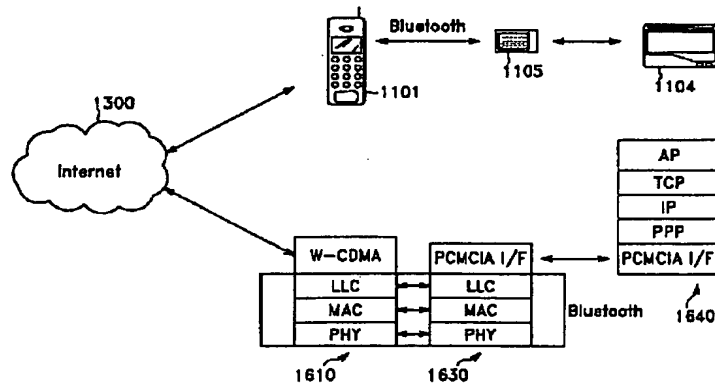 Bluetooth
1105
1104
1101
1300
Internet
AP
TCP
IP
PPP
PCMCIA I/F
W-CDMA
PCMCIA I/F
LLC
LLC
MAC
MAC
PHY
PHY
Bluetooth
1640
1610
1630